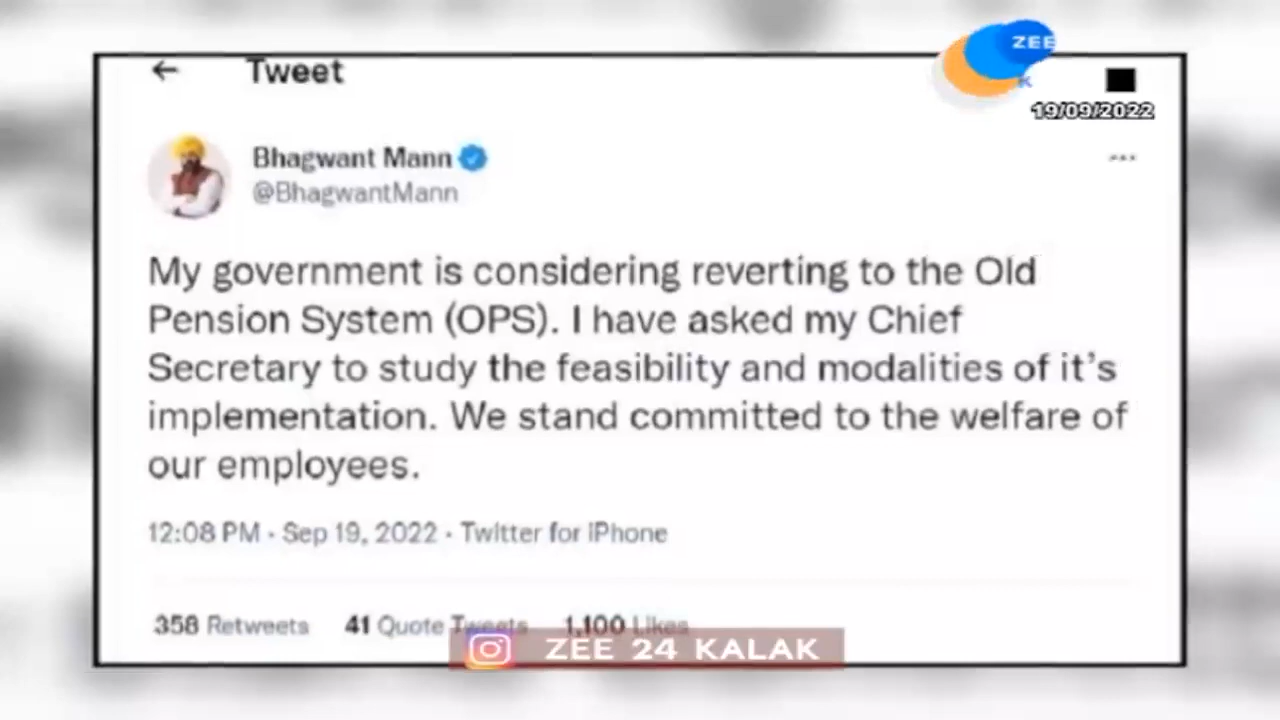 Tweet
ZEE
K
19/09/2022
Bhagwant Mann
@BhagwantMann
My government is considering reverting to the Old
Pension System (OPS). I have asked my Chief
Secretary to study the feasibility and modalities of it's
implementation. We stand committed to the welfare of
our employees.
12:08 PM · Sep 19, 2022 · Twitter for iPhone
358 Retweets 41 Quote Tweets 1,100 Likes
ZEE 24 KALAK